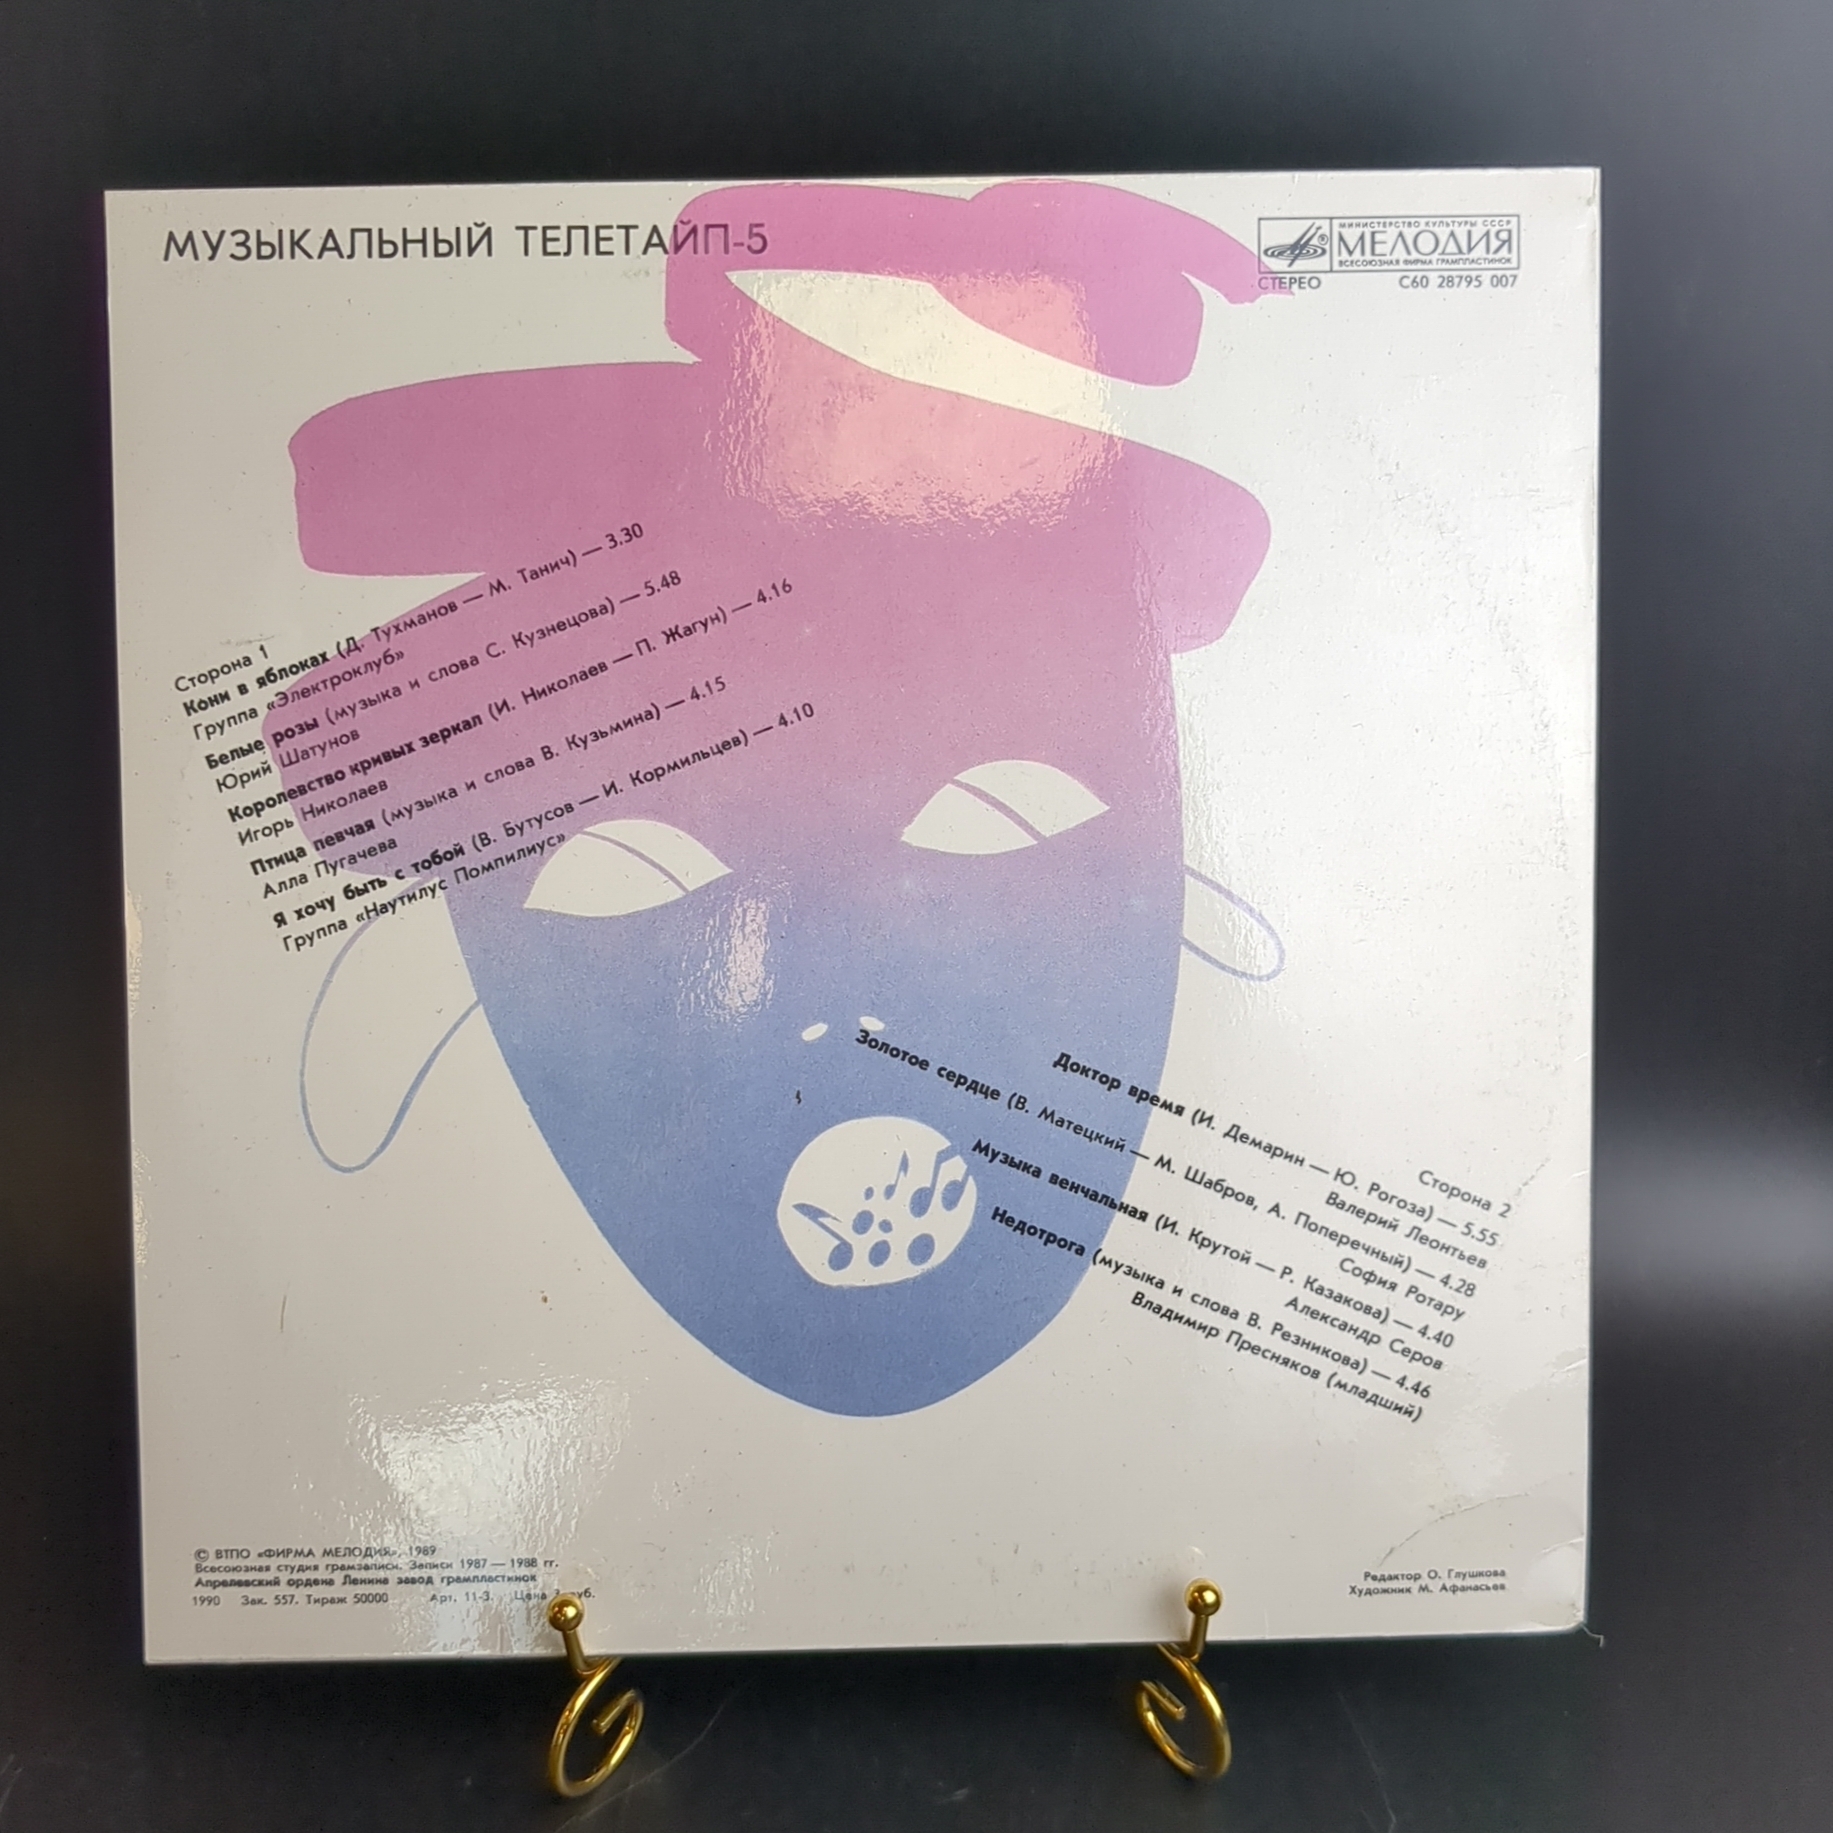 МУЗЫКАЛЬНЫЙ ТЕЛЕТАЙП-5
МИНИСТЕРСТВО КУЛЬТУРЫ СССР
МЕЛОДИЯ
ВСЕСОЮЗНАЯ ФИРМА ГРАМПЛАСТИНОК
СТЕРЕО С60 28795 007
Сторона 1
Кони в яблоках (Д. Тухманов — М. Танич) — 3.30
Группа «Электроклуб»
Белые розы (музыка и слова С. Кузнецова) — 5.48
Юрий Шатунов
Королевство кривых зеркал (И. Николаев — П. Жагун) — 4.16
Игорь Николаев
Птица певчая (музыка и слова В. Кузьмина) — 4.15
Алла Пугачева
Я хочу быть с тобой (В. Бутусов — И. Кормильцев) — 4.10
Группа «Наутилус Помпилиус»
Сторона 2
Доктор время (И. Демарин — Ю. Рогоза) — 5.55
Валерий Леонтьев
Золотое сердце (В. Матецкий — М. Шабров, А. Поперечный) — 4.28
София Ротару
Музыка венчальная (И. Крутой — Р. Казакова) — 4.40
Александр Серов
Недотрога (музыка и слова В. Резникова) — 4.46
Владимир Пресняков (младший)
© ВТПО «ФИРМА МЕЛОДИЯ», 1989
Всесоюзная студия грамзаписи. Записи 1987 — 1988 гг.
Апрелевский ордена Ленина завод грампластинок
1990 Зак. 557. Тираж 50000 Арт. 11-3. Цена
Редактор О. Глушкова
Художник М. Афанасьев